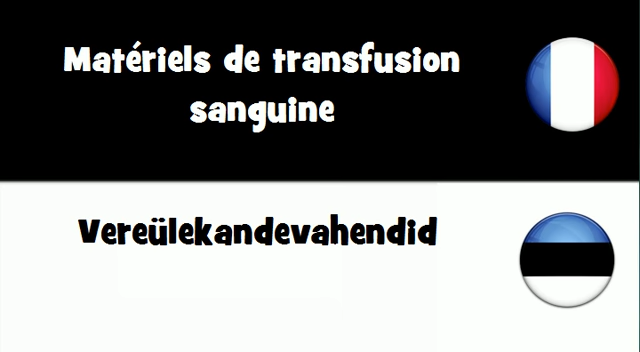 Matériels de transfusion
sanguine
Vereülekandevahendid